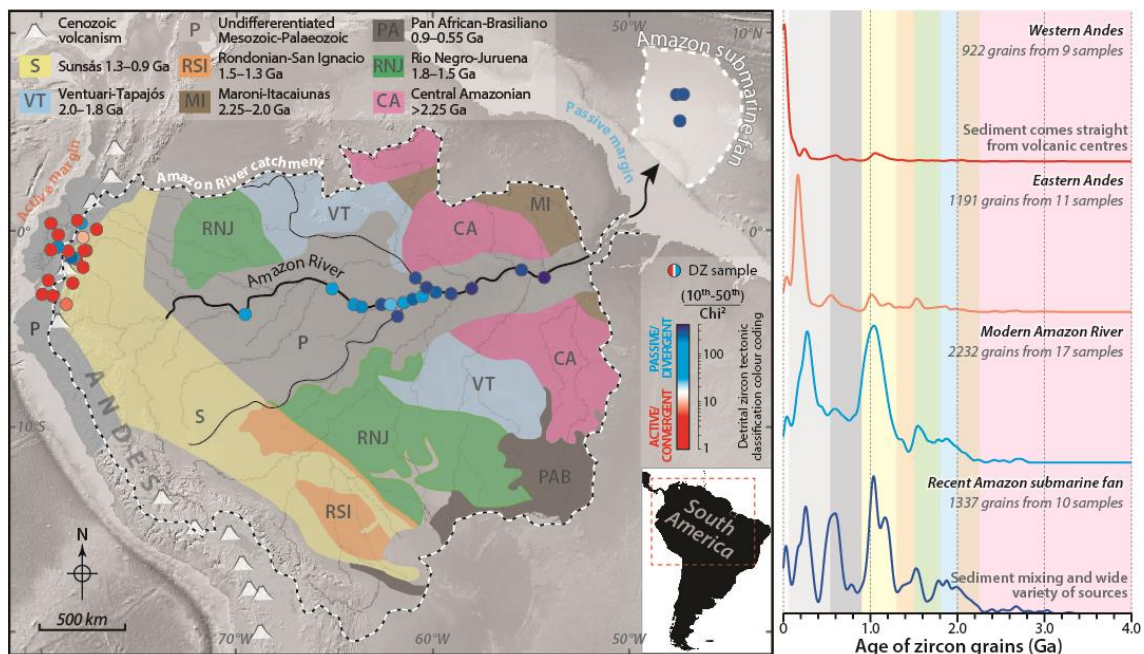 Cenozoic
volcanism
P
Undifferentiated
Mesozoic-Palaeozoic
PA
Pan African-Brasiliano
0.9–0.55 Ga
S
Sunsás 1.3–0.9 Ga
RSI
Rondonian-San Ignacio
1.5–1.3 Ga
RNJ
Rio Negro-Juruena
1.8–1.5 Ga
VT
Ventuari-Tapajós
2.0–1.8 Ga
MI
Maroni-Itacaiunas
2.25–2.0 Ga
CA
Central Amazonian
>2.25 Ga
50°W
10°N
Amazon submarine fan
Passive margin
Active margin
Amazon River catchment
RNJ
VT
CA
MI
0°
0°
Amazon River
P
P
S
ANDES
10°S
RNJ
VT
CA
RSI
PAB
DZ sample
(10th-50th)
Chi²
PASSIVE/
DIVERGENT
ACTIVE/
CONVERGENT
100
10
1
Detrital zircon tectonic
classification colour coding
South
America
N
500 km
70°W
60°W
50°W
Western Andes
922 grains from 9 samples
Sediment comes straight
from volcanic centres
Eastern Andes
1191 grains from 11 samples
Modern Amazon River
2232 grains from 17 samples
Recent Amazon submarine fan
1337 grains from 10 samples
Sediment mixing and wide
variety of sources
0 1.0 2.0 3.0 4.0
Age of zircon grains (Ga)